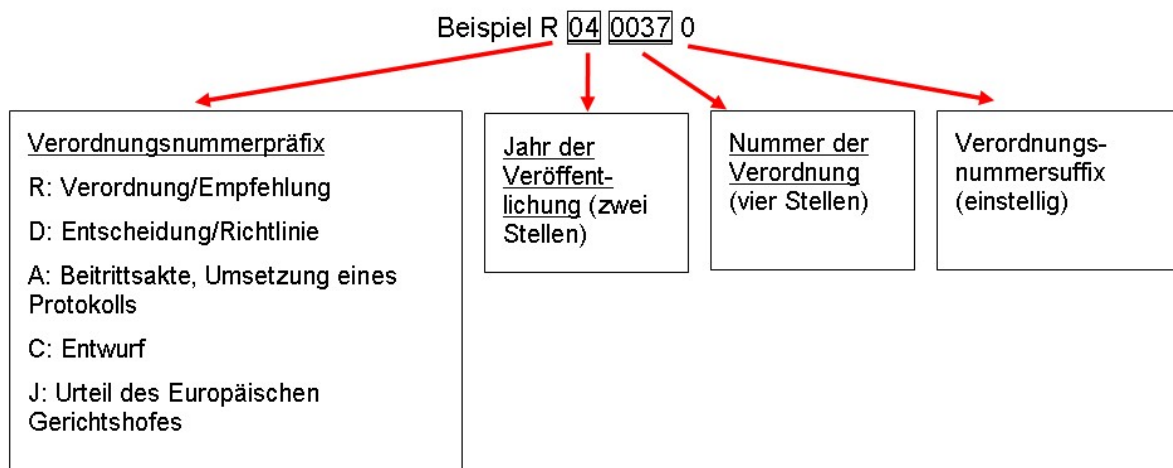 Beispiel R 04 0037 0
Verordnungsnummerpräfix
R: Verordnung/Empfehlung
D: Entscheidung/Richtlinie
A: Beitrittsakte, Umsetzung eines
Protokolls
C: Entwurf
J: Urteil des Europäischen
Gerichtshofes
Jahr der
Veröffent-
lichung (zwei
Stellen)
Nummer der
Verordnung
(vier Stellen)
Verordnungs-
nummersuffix
(einstellig)